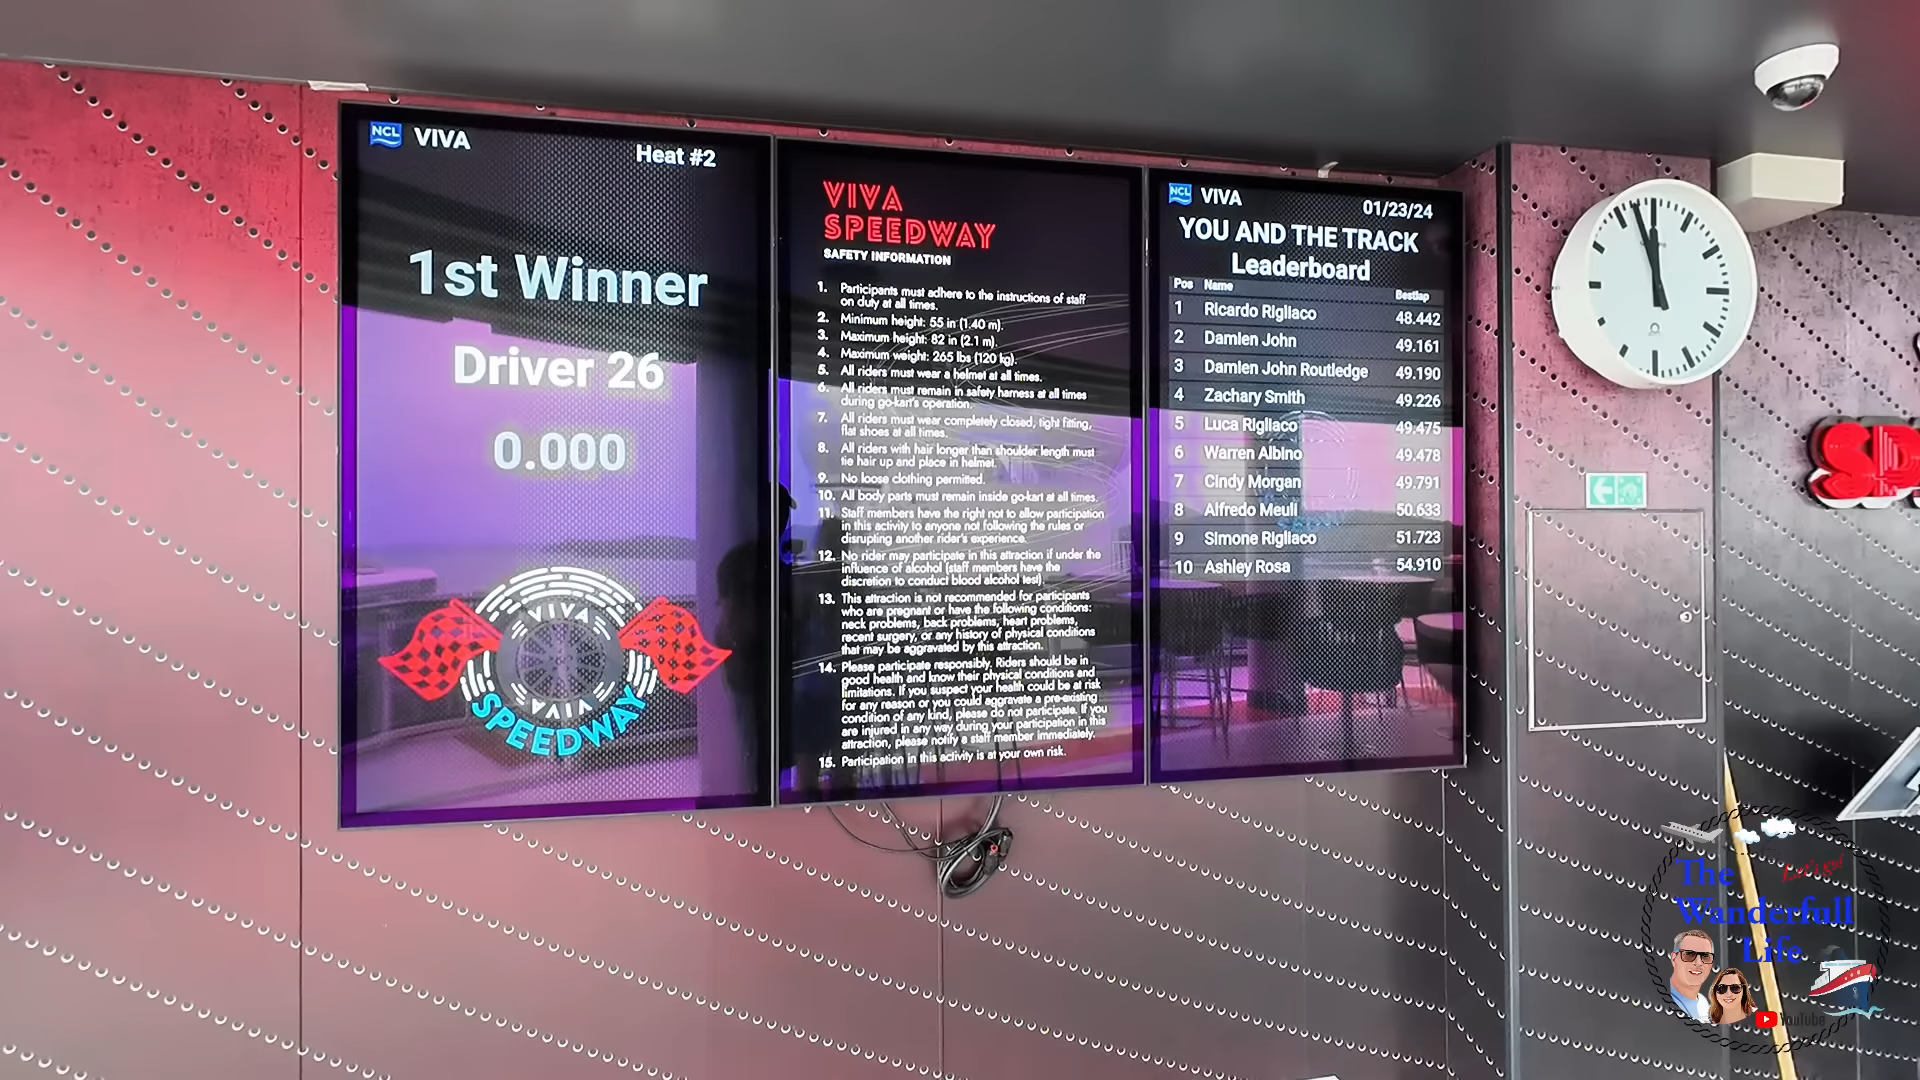 NCL VIVA
Heat #2
1st Winner
Driver 26
0.000
VIVA
VIVA
SPEEDWAY
VIVA
SPEEDWAY
SAFETY INFORMATION
1. Participants must adhere to the instructions of staff
on duty at all times.
2. Minimum height: 55 in (1.40 m).
3. Maximum height: 82 in (2.1 m).
4. Maximum weight: 265 lbs (120 kg).
5. All riders must wear a helmet at all times.
6. All riders must remain in safety harness at all times
during go-kart's operation.
7. All riders must wear completely closed, tight fitting,
flat shoes at all times.
8. All riders with hair longer than shoulder length must
tie hair up and place in helmet.
9. No loose clothing permitted.
10. All body parts must remain inside go-kart at all times.
11. Staff members have the right not to allow participation
in this activity to anyone not following the rules or
disrupting another rider's experience.
12. No rider may participate in this attraction if under the
influence of alcohol (staff members have the
discretion to conduct blood alcohol test).
13. This attraction is not recommended for participants
who are pregnant or have the following conditions:
neck problems, back problems, heart problems,
recent surgery, or any history of physical conditions
that may be aggravated by this attraction.
14. Please participate responsibly. Riders should be in
good health and know their physical conditions and
limitations. If you suspect your health could be at risk
for any reason or you could aggravate a pre-existing
condition of any kind, please do not participate. If you
are injured in any way during your participation in this
attraction, please notify a staff member immediately.
15. Participation in this activity is at your own risk.
NCL VIVA
01/23/24
YOU AND THE TRACK
Leaderboard
Pos Name Bestlap
1 Ricardo Rigliaco 48.442
2 Damien John 49.161
3 Damien John Routledge 49.190
4 Zachary Smith 49.226
5 Luca Rigliaco 49.475
6 Warren Albino 49.478
7 Cindy Morgan 49.791
8 Alfredo Meuli 50.633
9 Simone Rigliaco 51.723
10 Ashley Rosa 54.910
SP
Let's go!
The
Wanderfull
Life
YouTube